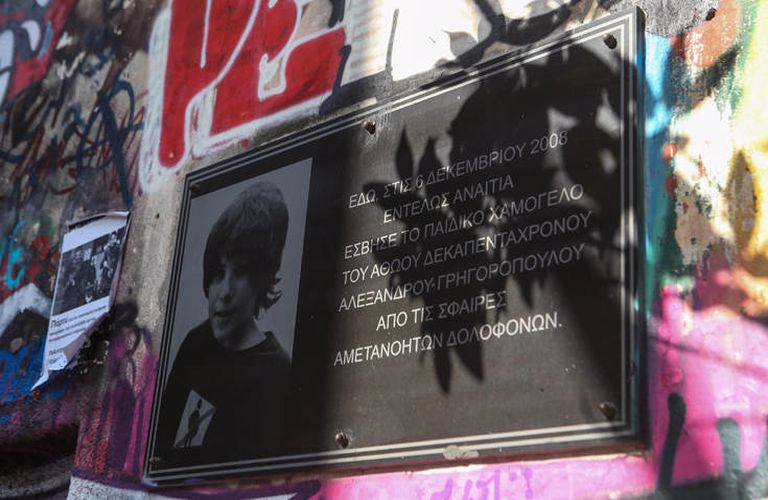 ΕΔΩ, ΣΤΙΣ 6 ΔΕΚΕΜΒΡΙΟΥ 2008
ΕΝΤΕΛΩΣ ΑΝΑΙΤΙΑ
ΕΣΒΗΣΕ ΤΟ ΠΑΙΔΙΚΟ ΧΑΜΟΓΕΛΟ
ΤΟΥ ΑΘΩΟΥ ΔΕΚΑΠΕΝΤΑΧΡΟΝΟΥ
ΑΛΕΞΑΝΔΡΟΥ-ΓΡΗΓΟΡΟΠΟΥΛΟΥ
ΑΠΟ ΤΙΣ ΣΦΑΙΡΕΣ
ΑΜΕΤΑΝΟΗΤΩΝ ΔΟΛΟΦΟΝΩΝ.